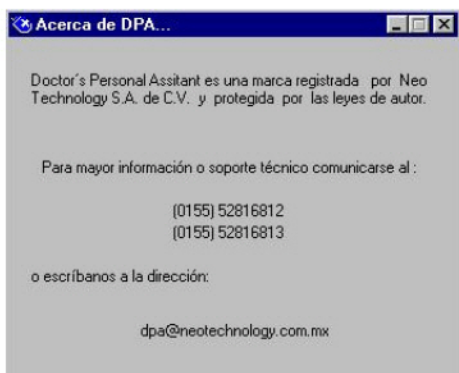 Acerca de DPA...
Doctor´s Personal Assitant es una marca registrada por Neo
Technology S.A. de C.V. y protegida por las leyes de autor.
Para mayor información o soporte técnico comunicarse al :
(0155) 52816812
(0155) 52816813
o escríbanos a la dirección:
dpa@neotechnology.com.mx